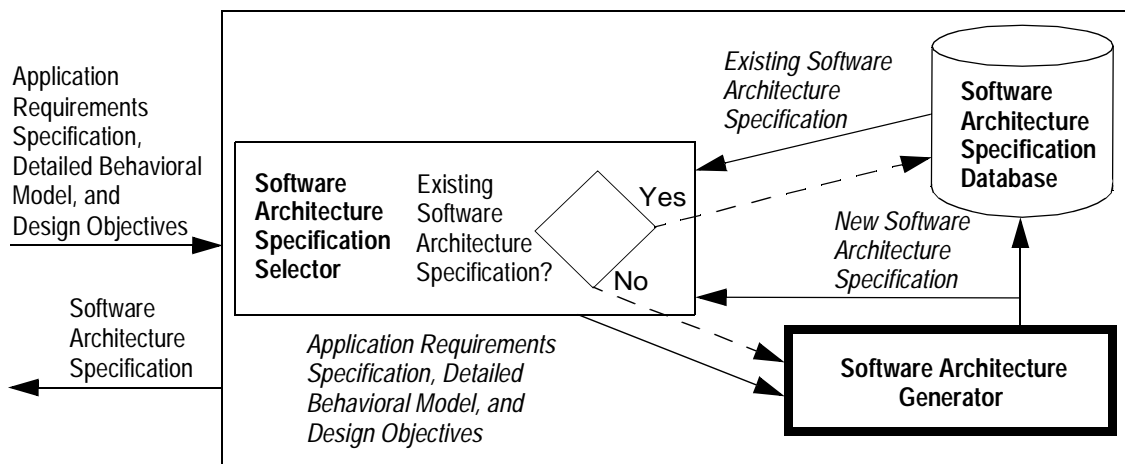 Application
Requirements
Specification,
Detailed Behavioral
Model, and
Design Objectives
Software
Architecture
Specification
Software
Architecture
Specification
Selector
Existing
Software
Architecture
Specification?
Yes
No
Existing Software
Architecture
Specification
Software
Architecture
Specification
Database
New Software
Architecture
Specification
Application Requirements
Specification, Detailed
Behavioral Model, and
Design Objectives
Software Architecture
Generator